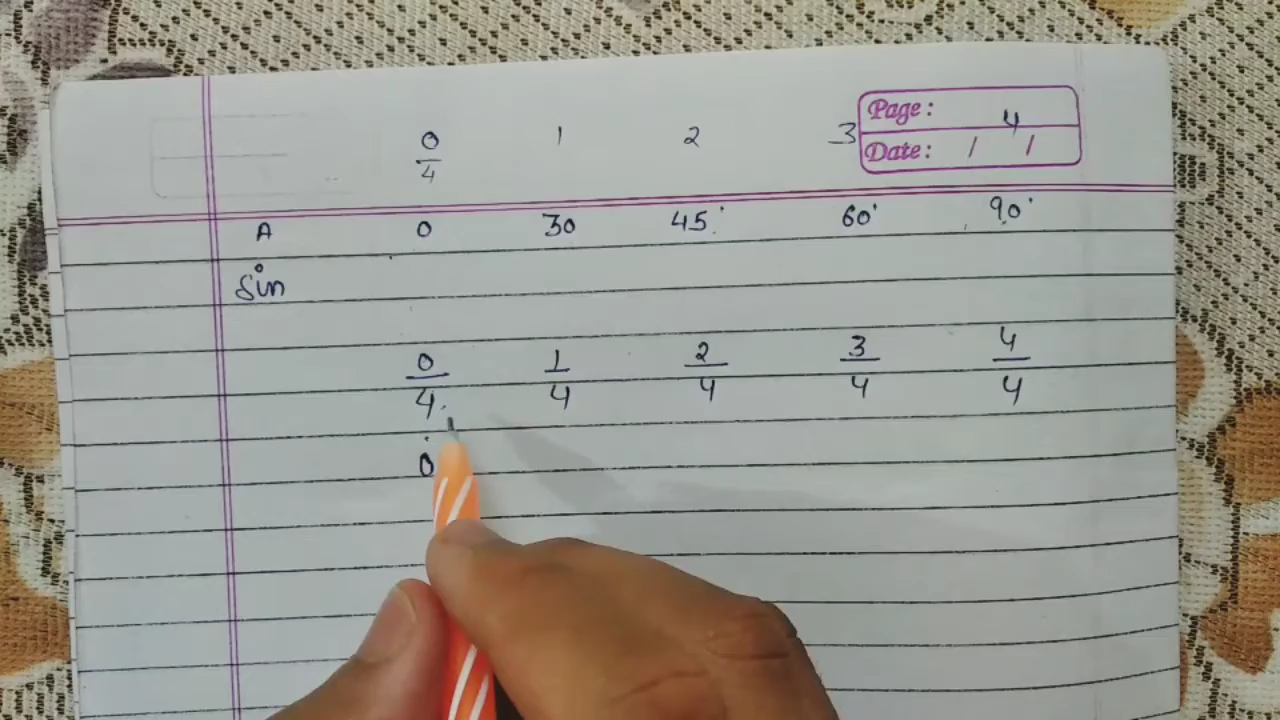 Page: 4
0/4 1 2 3
Date: / /
A 0 30 45° 60° 90°
Sin
0/4 1/4 2/4 3/4 4/4
0